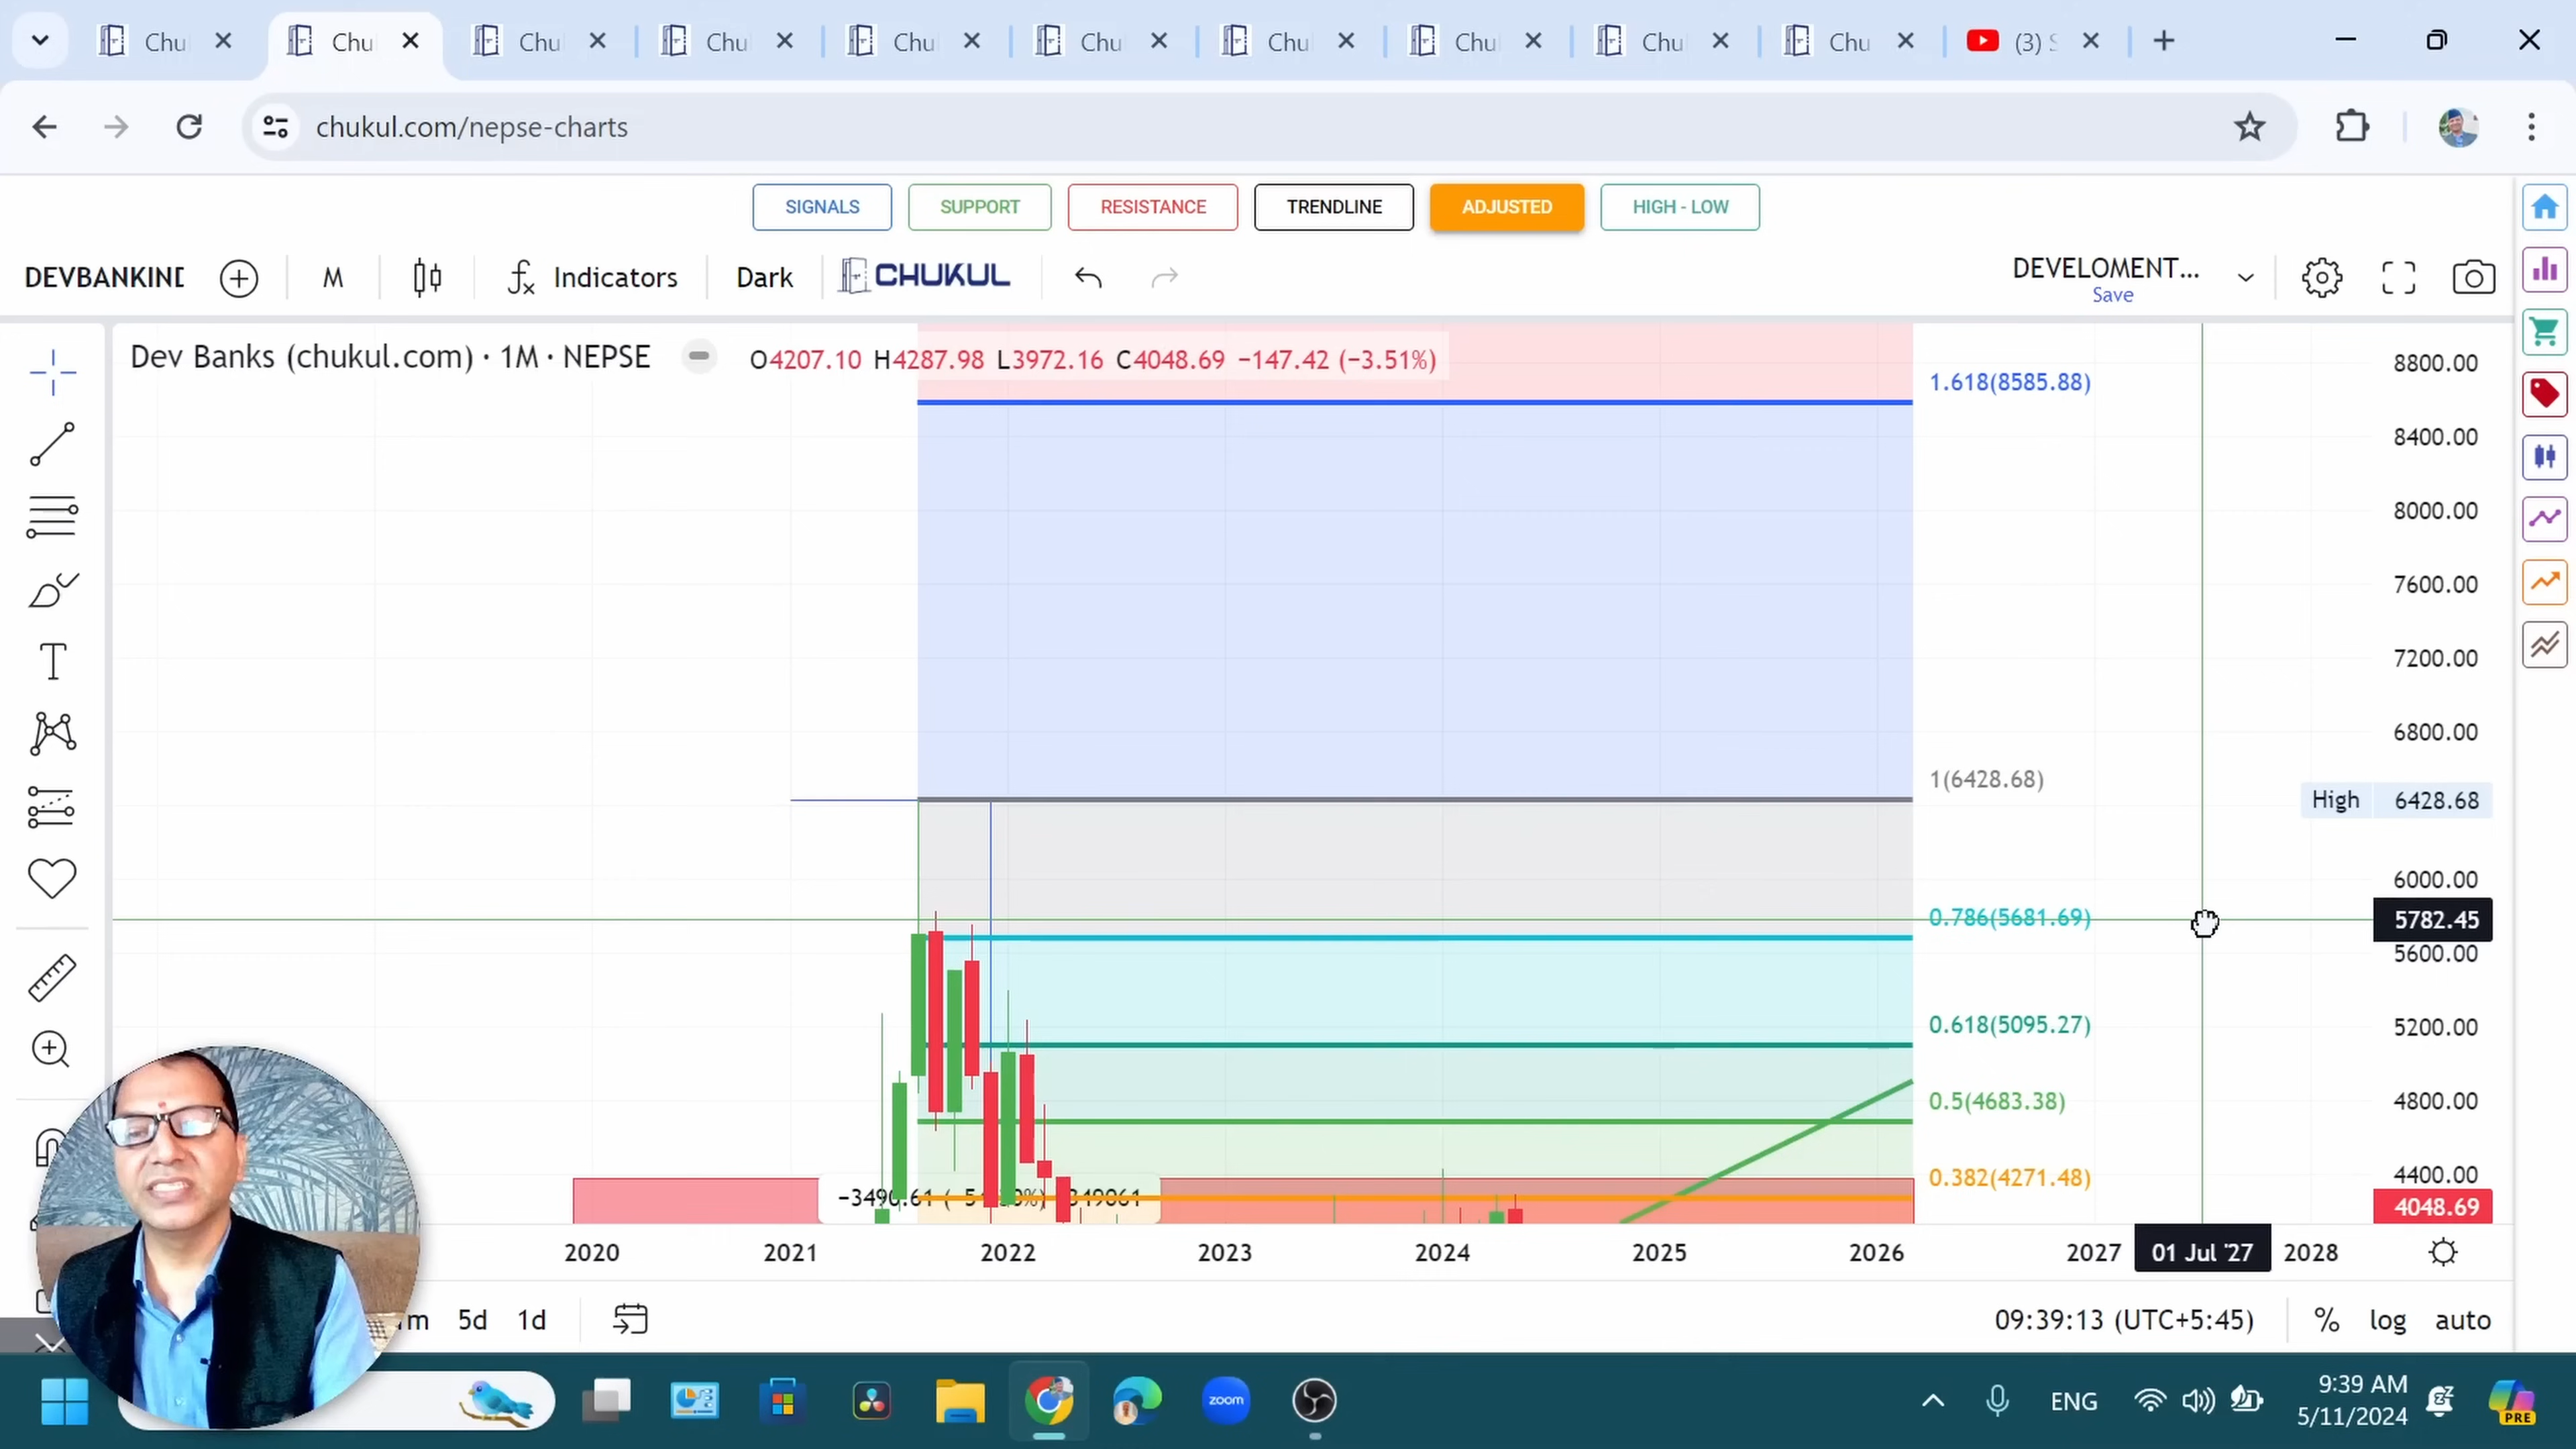 Chu Chu Chu Chu Chu Chu Chu Chu Chu Chu (3)
chukul.com/nepse-charts
SIGNALS SUPPORT RESISTANCE TRENDLINE ADJUSTED HIGH - LOW
DEVBANKIND M Indicators Dark CHUKUL DEVELOMENT...
Save
Dev Banks (chukul.com) · 1M · NEPSE O4207.10 H4287.98 L3972.16 C4048.69 −147.42 (−3.51%)
8800.00
1.618(8585.88)
8400.00
8000.00
7600.00
7200.00
6800.00
1(6428.68)
High 6428.68
6000.00
0.786(5681.69) 5782.45
5600.00
0.618(5095.27) 5200.00
0.5(4683.38) 4800.00
0.382(4271.48) 4400.00
4048.69
2020 2021 2022 2023 2024 2025 2026 2027 01 Jul '27 2028
5d 1d 09:39:13 (UTC+5:45) % log auto
zoom ENG 9:39 AM
5/11/2024
PRE